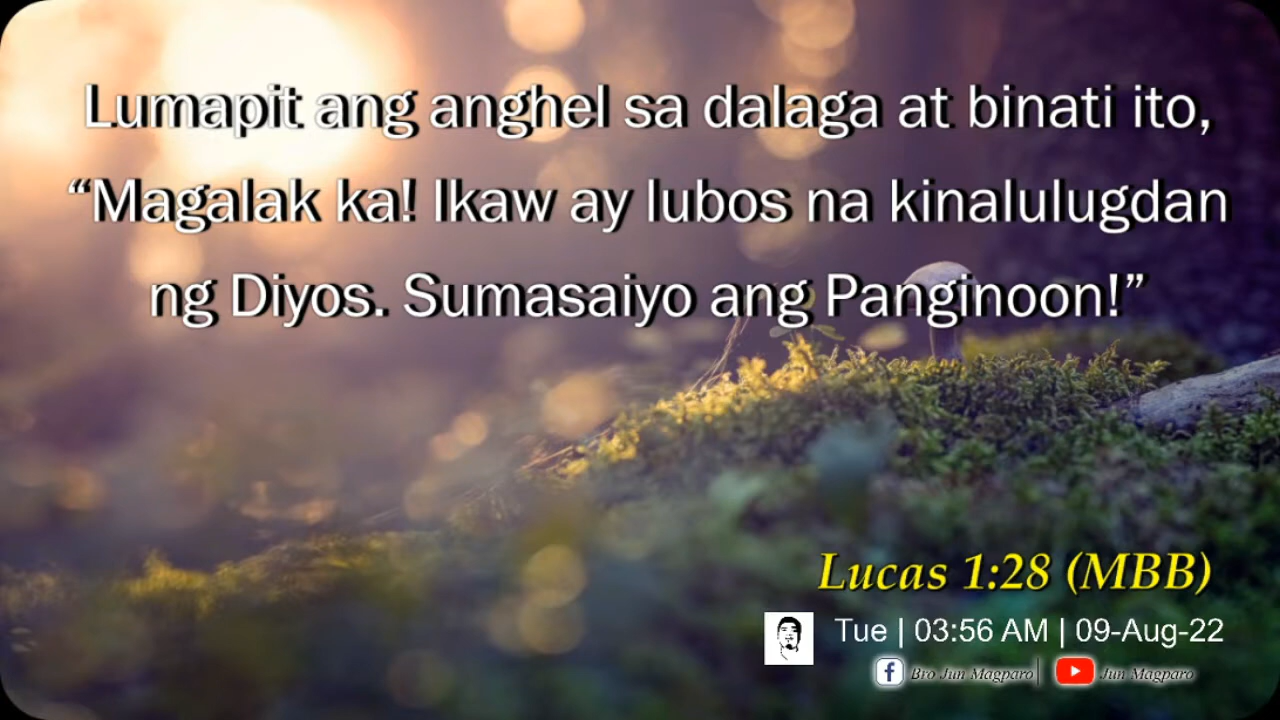 Lumapit ang anghel sa dalaga at binati ito,
“Magalak ka! Ikaw ay lubos na kinalulugdan
ng Diyos. Sumasaiyo ang Panginoon!”
Lucas 1:28 (MBB)
Tue | 03:56 AM | 09-Aug-22
Bro Jun Magparo| Jun Magparo